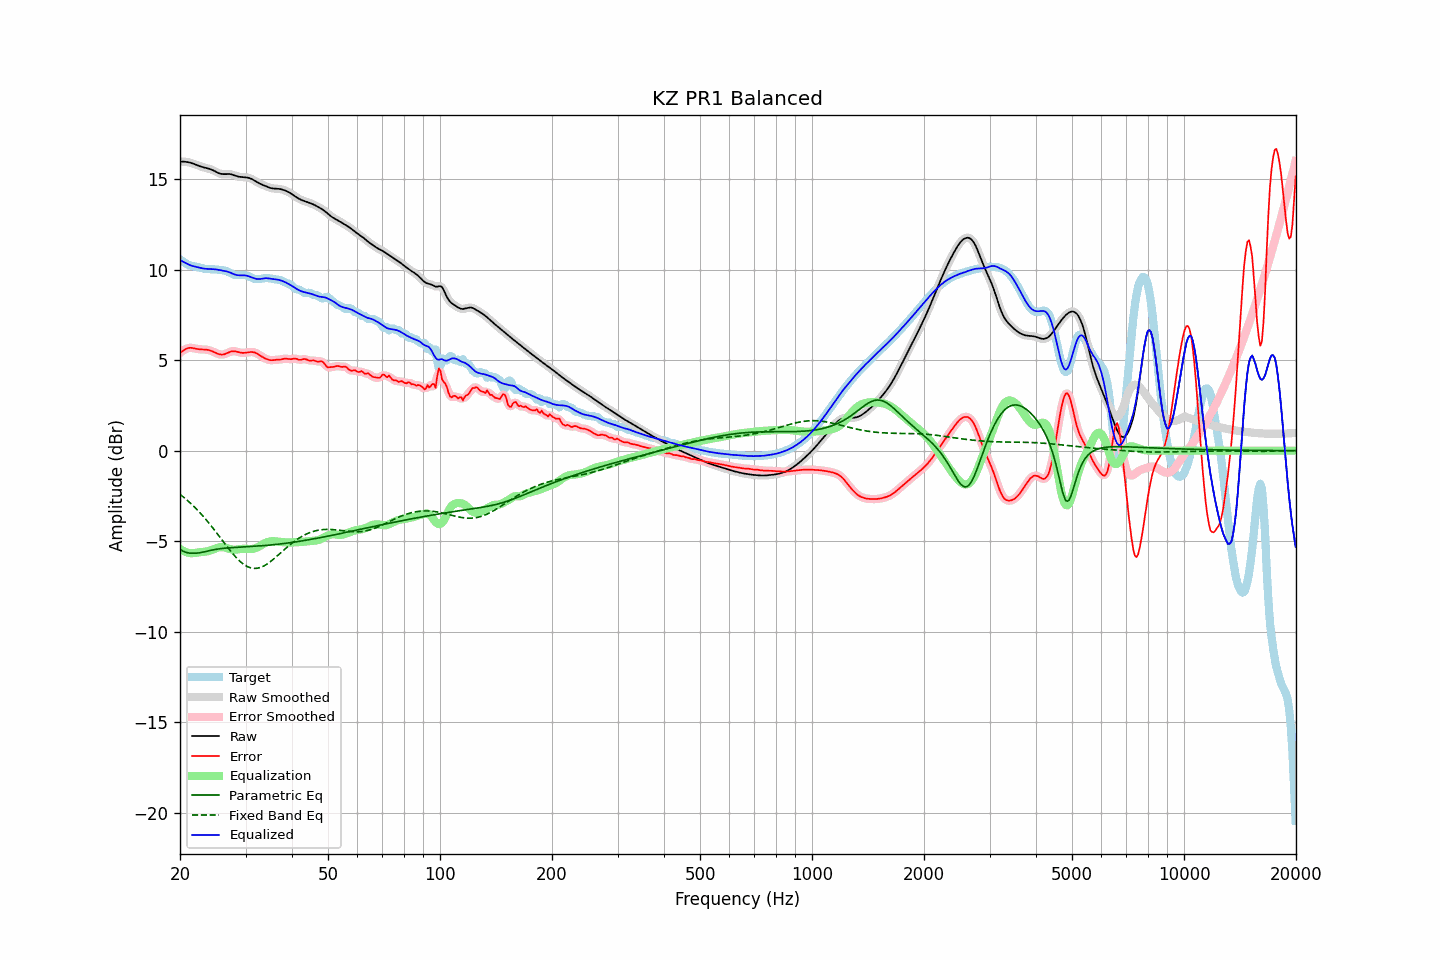 KZ PR1 Balanced
Amplitude (dBr)
15
10
5
0
−5
−10
−15
−20
Target
Raw Smoothed
Error Smoothed
Raw
Error
Equalization
Parametric Eq
Fixed Band Eq
Equalized
20
50
100
200
500
1000
2000
5000
10000
20000
Frequency (Hz)